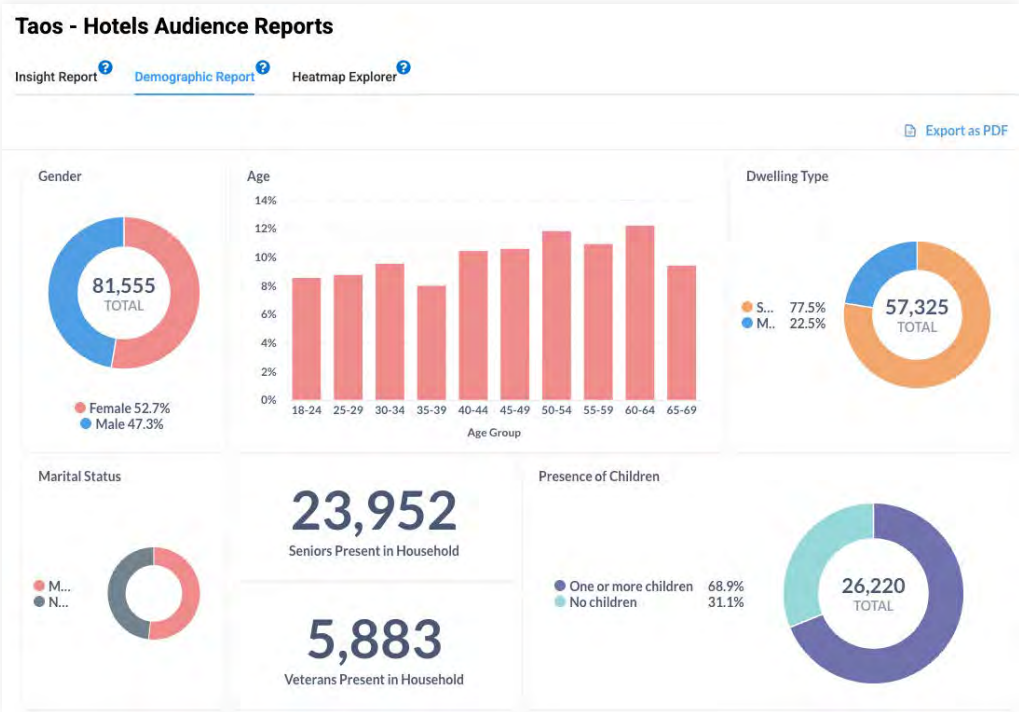 Taos - Hotels Audience Reports
Insight Report ?
Demographic Report ?
Heatmap Explorer ?
Export as PDF
Gender
81,555
TOTAL
Female 52.7%
Male 47.3%
Age
14%
12%
10%
8%
6%
4%
2%
0%
18-24 25-29 30-34 35-39 40-44 45-49 50-54 55-59 60-64 65-69
Age Group
Dwelling Type
S... 77.5%
M.. 22.5%
57,325
TOTAL
Marital Status
M...
N...
23,952
Seniors Present in Household
5,883
Veterans Present in Household
Presence of Children
One or more children 68.9%
No children 31.1%
26,220
TOTAL